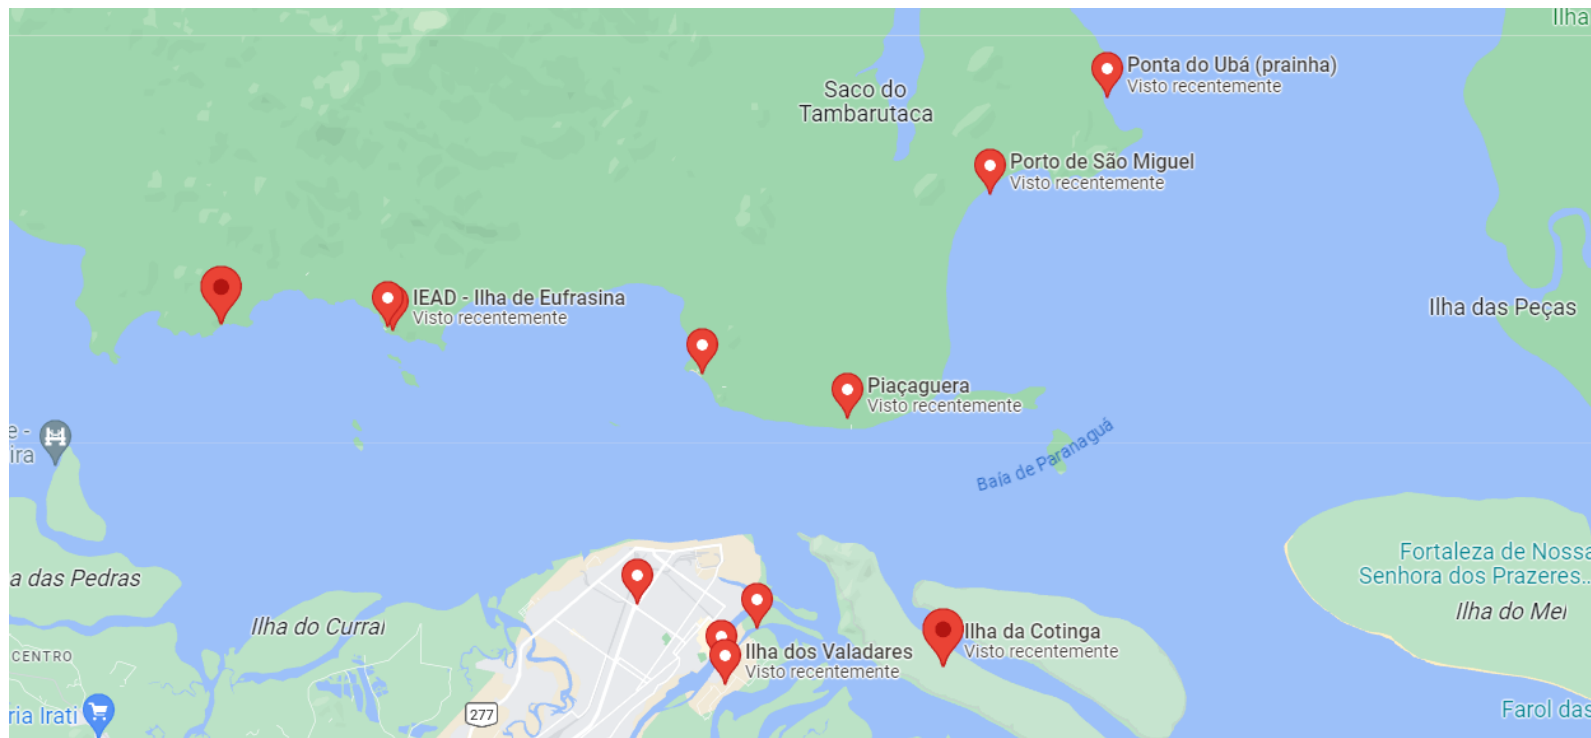 Ilha
Ponta do Ubá (prainha)
Visto recentemente
Saco do
Tambarutaca
Porto de São Miguel
Visto recentemente
IEAD - Ilha de Eufrasina
Visto recentemente
Ilha das Peças
Piaçaguera
Visto recentemente
e -
ira
Baía de Paranaguá
Fortaleza de Nossa
Senhora dos Prazeres...
a das Pedras
Ilha do Mel
Ilha do Curral
Ilha da Cotinga
Visto recentemente
CENTRO
Ilha dos Valadares
Visto recentemente
ria Irati
277
Farol das